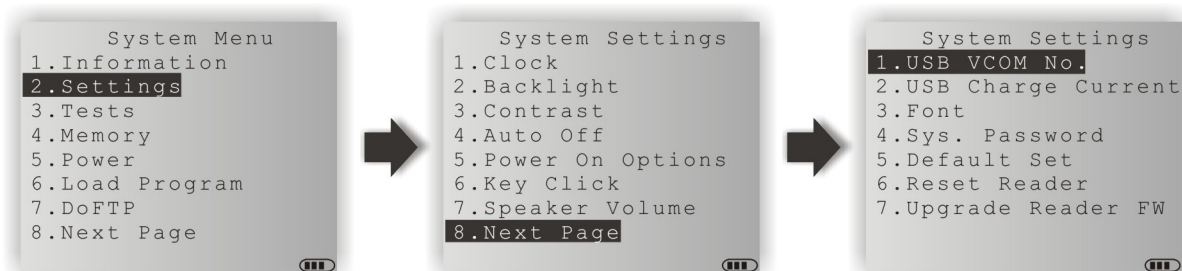 System Menu
1.Information
2.Settings
3.Tests
4.Memory
5.Power
6.Load Program
7.DoFTP
8.Next Page
System Settings
1.Clock
2.Backlight
3.Contrast
4.Auto Off
5.Power On Options
6.Key Click
7.Speaker Volume
8.Next Page
System Settings
1.USB VCOM No.
2.USB Charge Current
3.Font
4.Sys. Password
5.Default Set
6.Reset Reader
7.Upgrade Reader FW